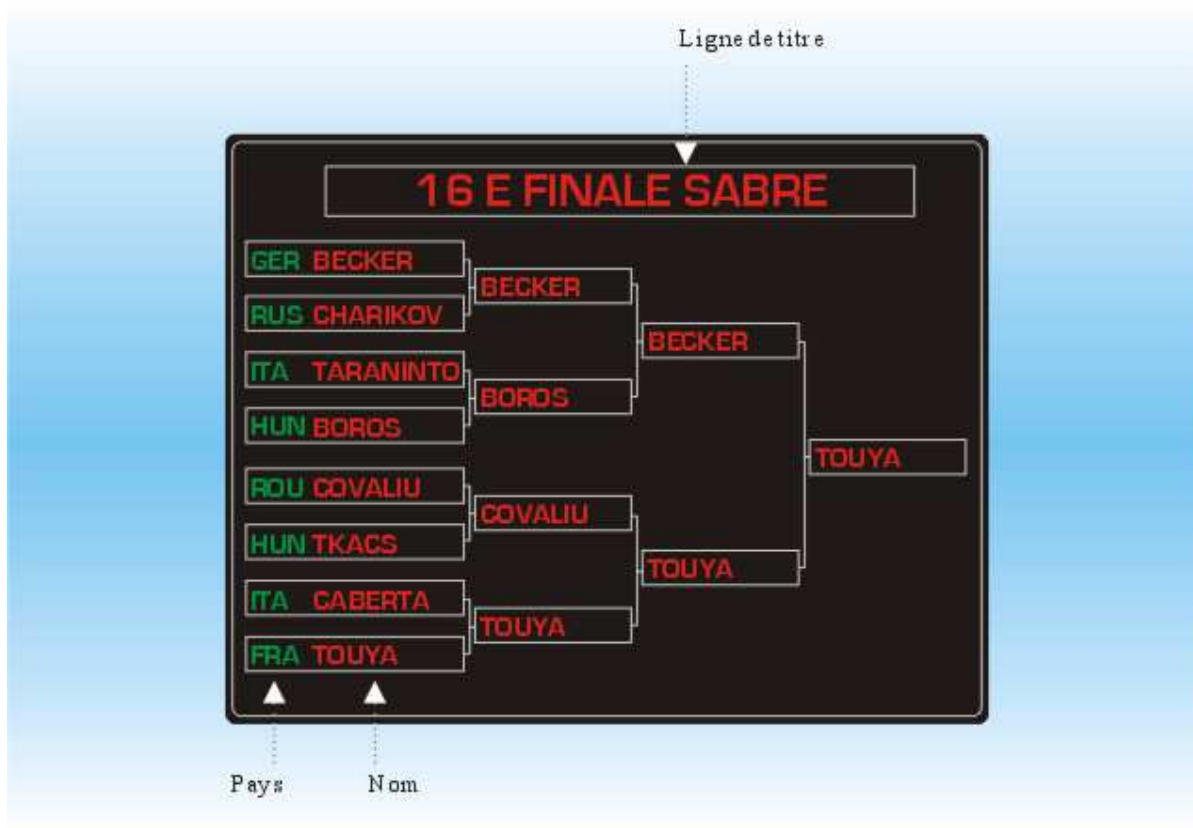 Ligne de titre
16 E FINALE SABRE
GER BECKER
RUS CHARIKOV
ITA TARANINTO
HUN BOROS
ROU COVALIU
HUN TKACS
ITA CABERTA
FRA TOUYA
BECKER
BOROS
COVALIU
TOUYA
BECKER
TOUYA
TOUYA
Pays
Nom